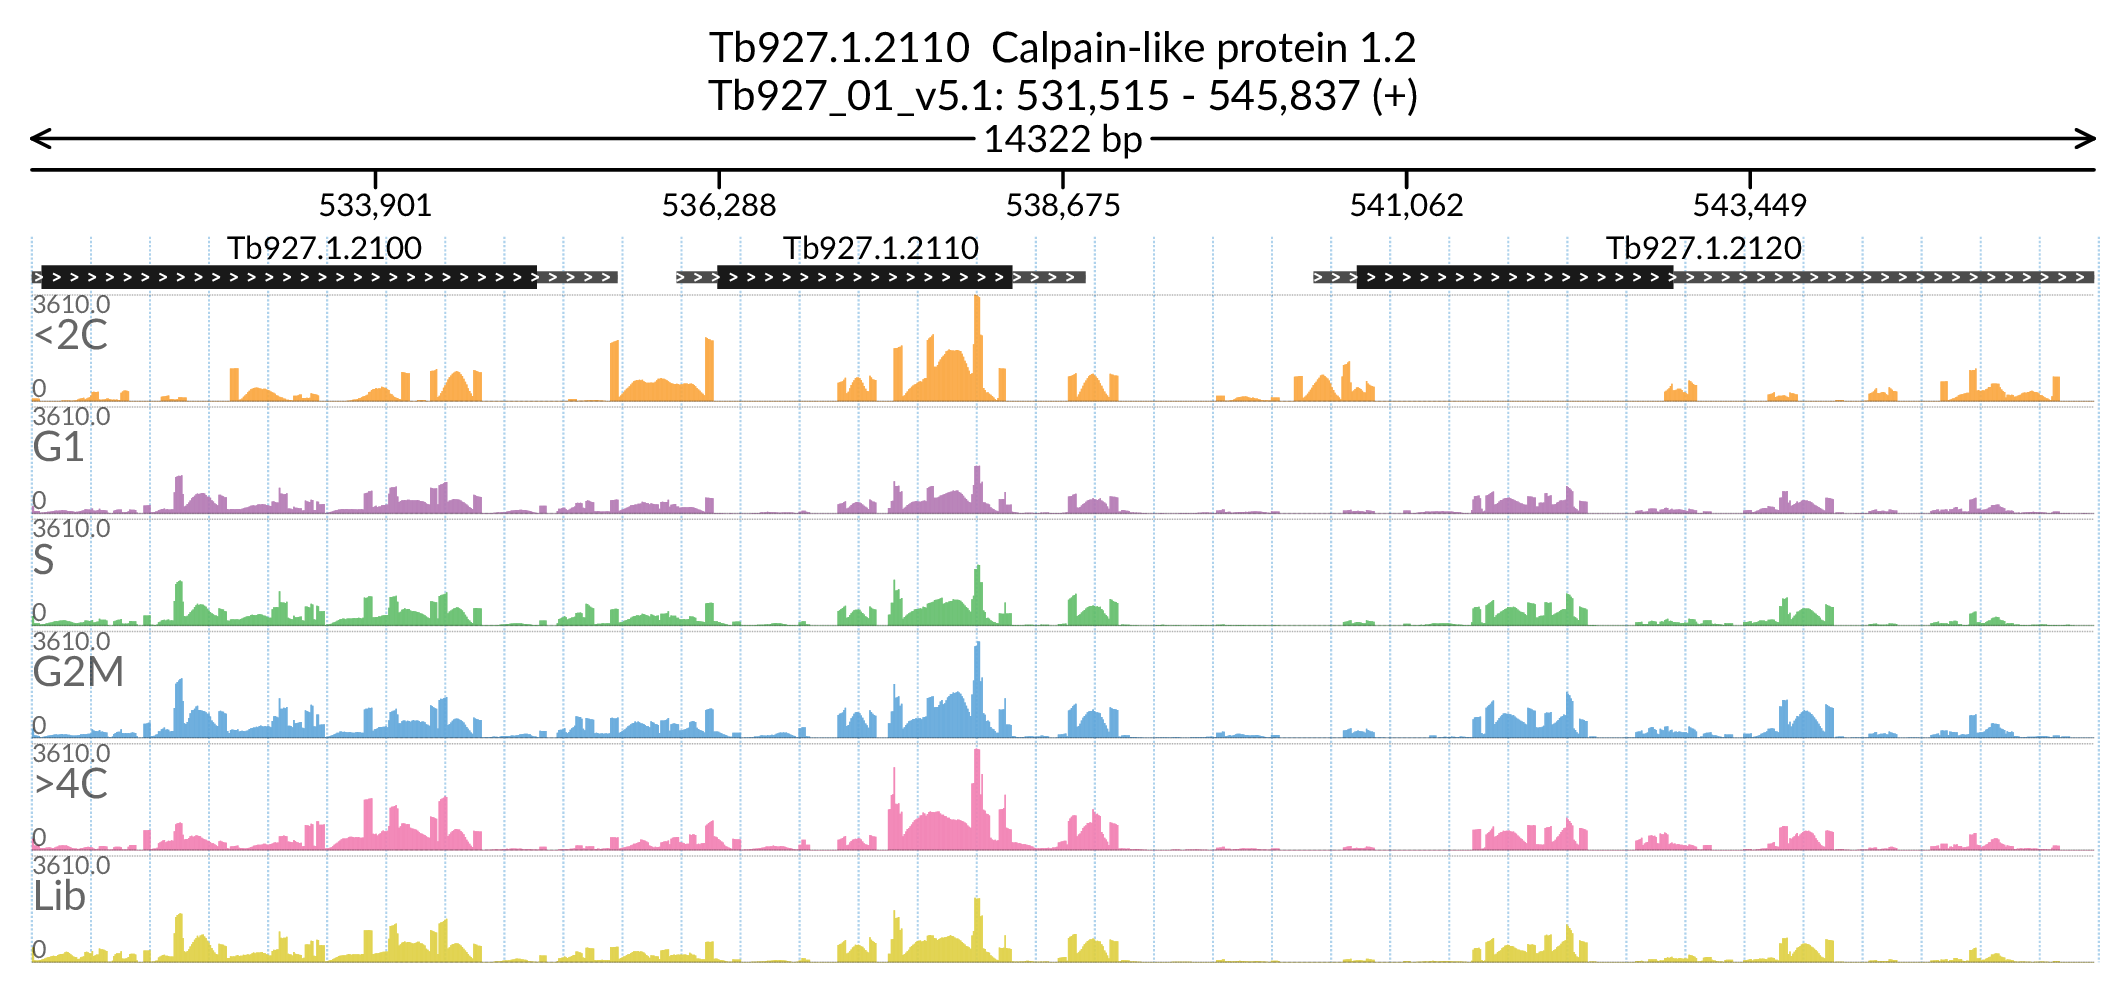 Tb927.1.2110  Calpain-like protein 1.2
Tb927_01_v5.1: 531,515 - 545,837 (+)
14322 bp
533,901 536,288 538,675 541,062 543,449
Tb927.1.2100 Tb927.1.2110 Tb927.1.2120
3610.0
<2C
0
3610.0
G1
0
3610.0
S
0
3610.0
G2M
0
3610.0
>4C
0
3610.0
Lib
0